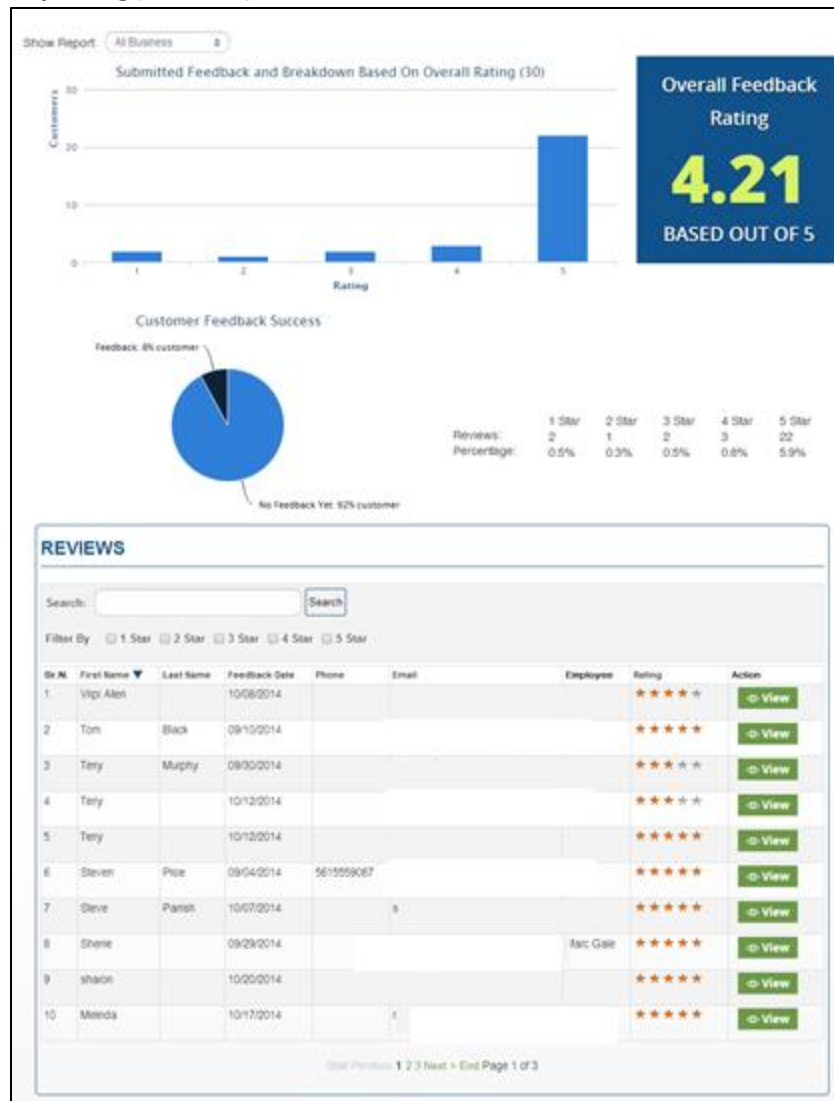 Show Report All Business
Submitted Feedback and Breakdown Based On Overall Rating (30)
Customers
30
20
10
0
1 2 3 4 5
Rating
Overall Feedback
Rating
4.21
BASED OUT OF 5
Customer Feedback Success
Feedback: 8% customer
No Feedback Yet: 92% customer
1 Star 2 Star 3 Star 4 Star 5 Star
Reviews: 2 1 2 3 22
Percentage: 0.5% 0.3% 0.5% 0.8% 5.9%
REVIEWS
Search: Search
Filter By 1 Star 2 Star 3 Star 4 Star 5 Star
Sr.N. First Name Last Name Feedback Date Phone Email Employee Rating Action
1 Allen 10/08/2014 View
2 Tom Black 09/10/2014 View
3 Terry Murphy 09/30/2014 View
4 Terry 10/12/2014 View
5 Terry 10/12/2014 View
6 Steven Price 09/04/2014 5615559087 View
7 Steve Parish 10/07/2014 s View
8 Sherie 09/29/2014 Marc Gale View
9 sharon 10/20/2014 View
10 Melinda 10/17/2014 r View
Start Previous 1 2 3 Next > End Page 1 of 3